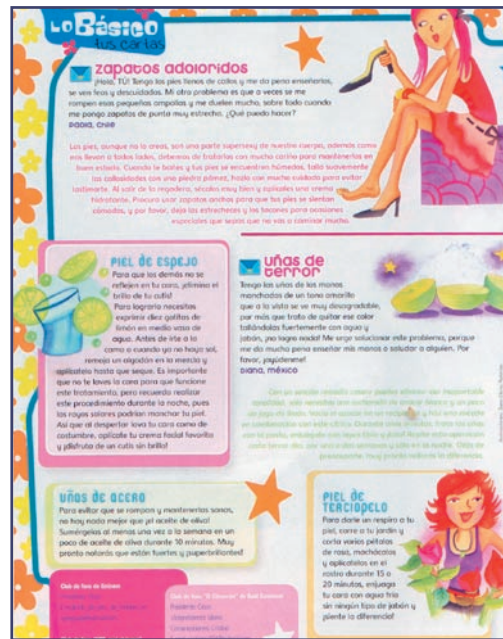 Lo Básico
tus cartas
zapatos adoloridos
¡Hola, TÚ! Tengo los pies llenos de callos y me da pena enseñarlos,
se ven feos y descuidados. Mi otro problema es que a veces se me
rompen esas pequeñas ampollas y me duelen mucho, sobre todo cuando
me pongo zapatos de punta muy estrecha. ¿Qué puedo hacer?
Paola, Chile
Los pies, aunque no lo creas, son una parte supersexy de nuestro cuerpo, además como
nos llevan a todos lados, debemos de tratarlos con mucho cariño para mantenerlos en
buen estado. Cuando te bañes y tus pies se encuentren húmedos, talla suavemente
las callosidades con una piedra pómez, hazlo con mucho cuidado para evitar
lastimarte. Al salir de la regadera, sécalos muy bien y aplícales una crema
hidratante. Procura usar zapatos anchos para que tus pies se sientan
cómodos, y por favor, deja los estrechos y los tacones para ocasiones
especiales que sepas que no vas a caminar mucho.
PIEL DE ESPEJO
Para que los demás no se
reflejen en tu cara, ¡elimina el
brillo de tu cutis!
Para lograrlo necesitas
exprimir diez gotitas de
limón en medio vaso de
agua. Antes de irte a la
cama o cuando ya no haya sol,
remoja un algodón en la mezcla y
aplícatelo hasta que seque. Es importante
que no te laves la cara para que funcione
este tratamiento, pero recuerda realizar
este procedimiento durante la noche, pues
los rayos solares podrían manchar tu piel.
Así que al despertar lava tu cara como de
costumbre, aplícate tu crema facial favorita
y ¡disfruta de un cutis sin brillo!
uñas de
terror
Tengo las uñas de las manos
manchadas de un tono amarillo
que a la vista se ve muy desagradable,
por más que trato de quitar ese color
tallándolas fuertemente con agua y
jabón, ¡no logro nada! Me urge solucionar este problema, porque
me da mucha pena enseñar mis manos o saludar a alguien. Por
favor, ¡ayúdenme!
Diana, México
UÑAS DE ACERO
Para evitar que se rompan y mantenerlas sanas,
no hay nada mejor que ¡el aceite de oliva!
Sumérgelas al menos una vez a la semana en un
poco de aceite de oliva durante 10 minutos. Muy
pronto notarás que están fuertes y ¡superbrillantes!
PIEL DE
TERCIOPELO
Para darle un respiro a tu
piel, corre a tu jardín y
corta varios pétalos
de rosa, machácalos
y aplícatelos en el
rostro durante 15 o
20 minutos, enjuaga
tu cara con agua fría
sin ningún tipo de jabón y
¡siente la diferencia!